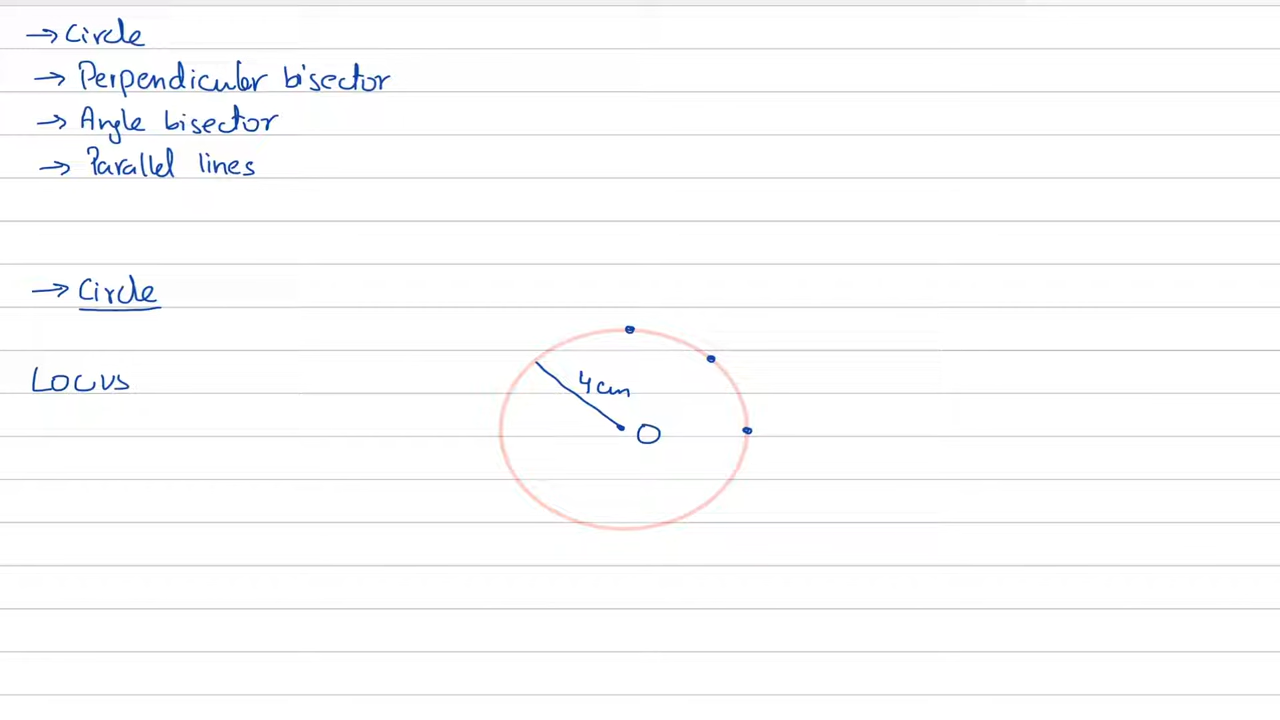 → Circle
→ Perpendicular bisector
→ Angle bisector
→ Parallel lines
→ Circle
LOCUS
4cm
O